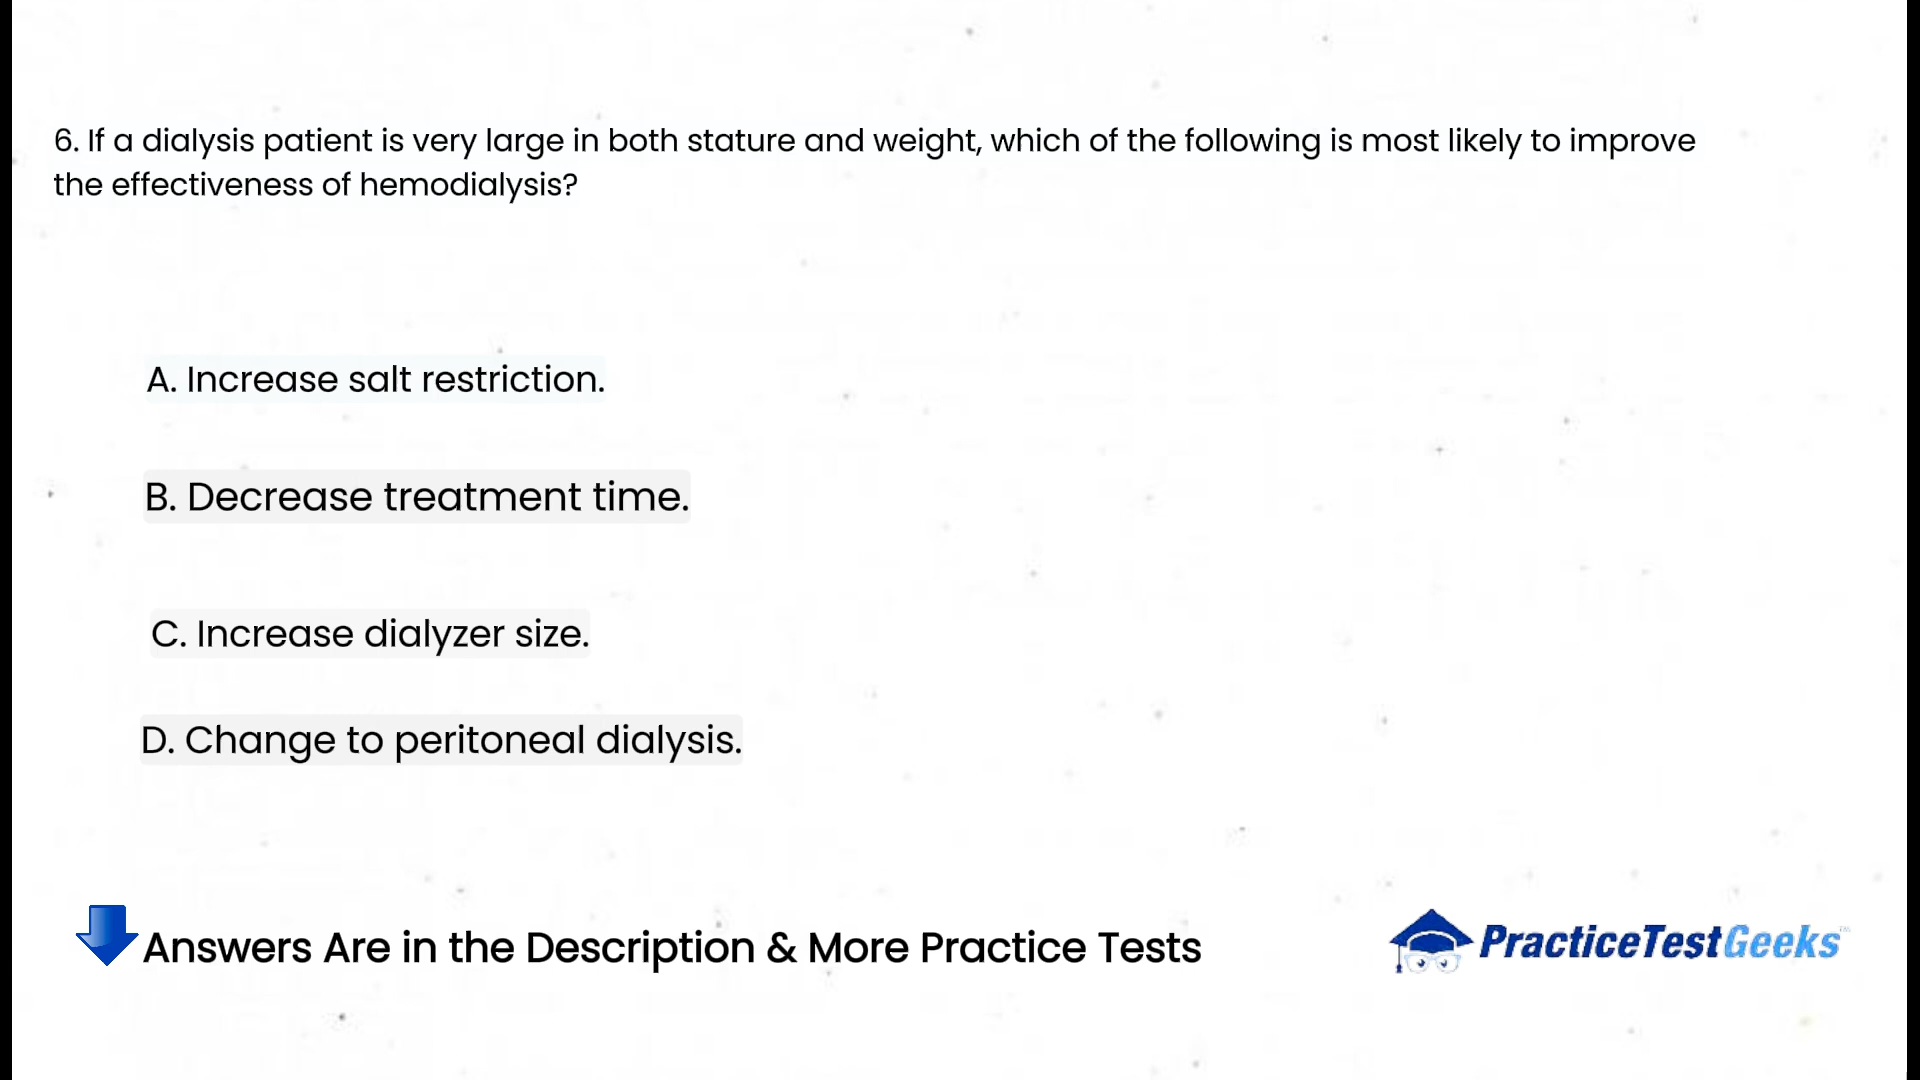 6. If a dialysis patient is very large in both stature and weight, which of the following is most likely to improve
the effectiveness of hemodialysis?
A. Increase salt restriction.
B. Decrease treatment time.
C. Increase dialyzer size.
D. Change to peritoneal dialysis.
Answers Are in the Description & More Practice Tests
PracticeTestGeeks